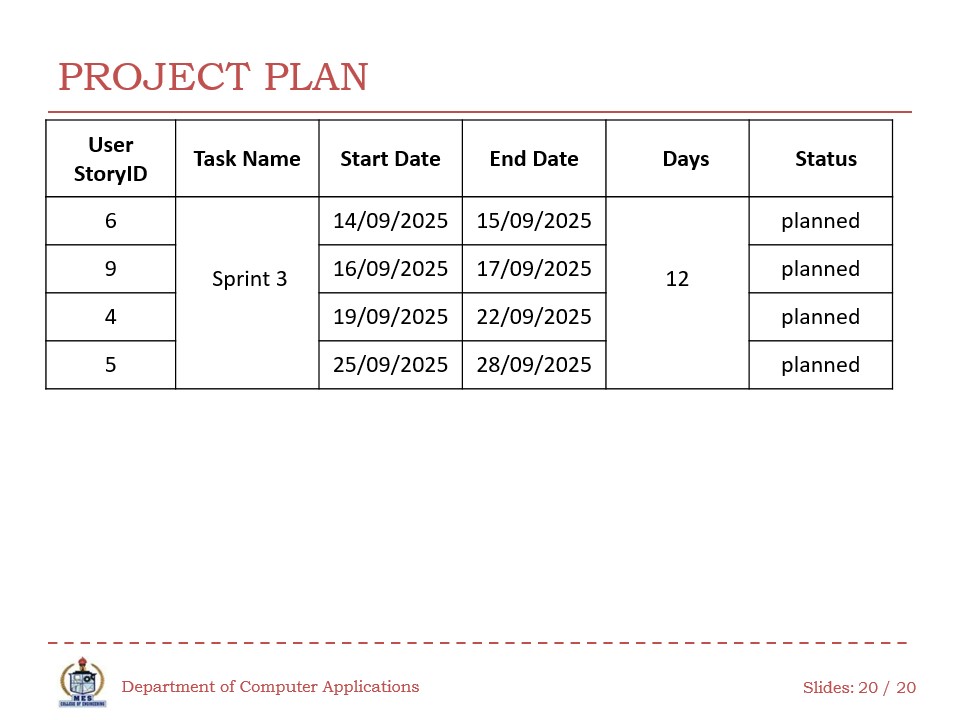 PROJECT PLAN
User StoryID Task Name Start Date End Date Days Status
6 Sprint 3 14/09/2025 15/09/2025 12 planned
9 16/09/2025 17/09/2025 planned
4 19/09/2025 22/09/2025 planned
5 25/09/2025 28/09/2025 planned
MES
COLLEGE OF ENGINEERING
Department of Computer Applications
Slides: 20 / 20